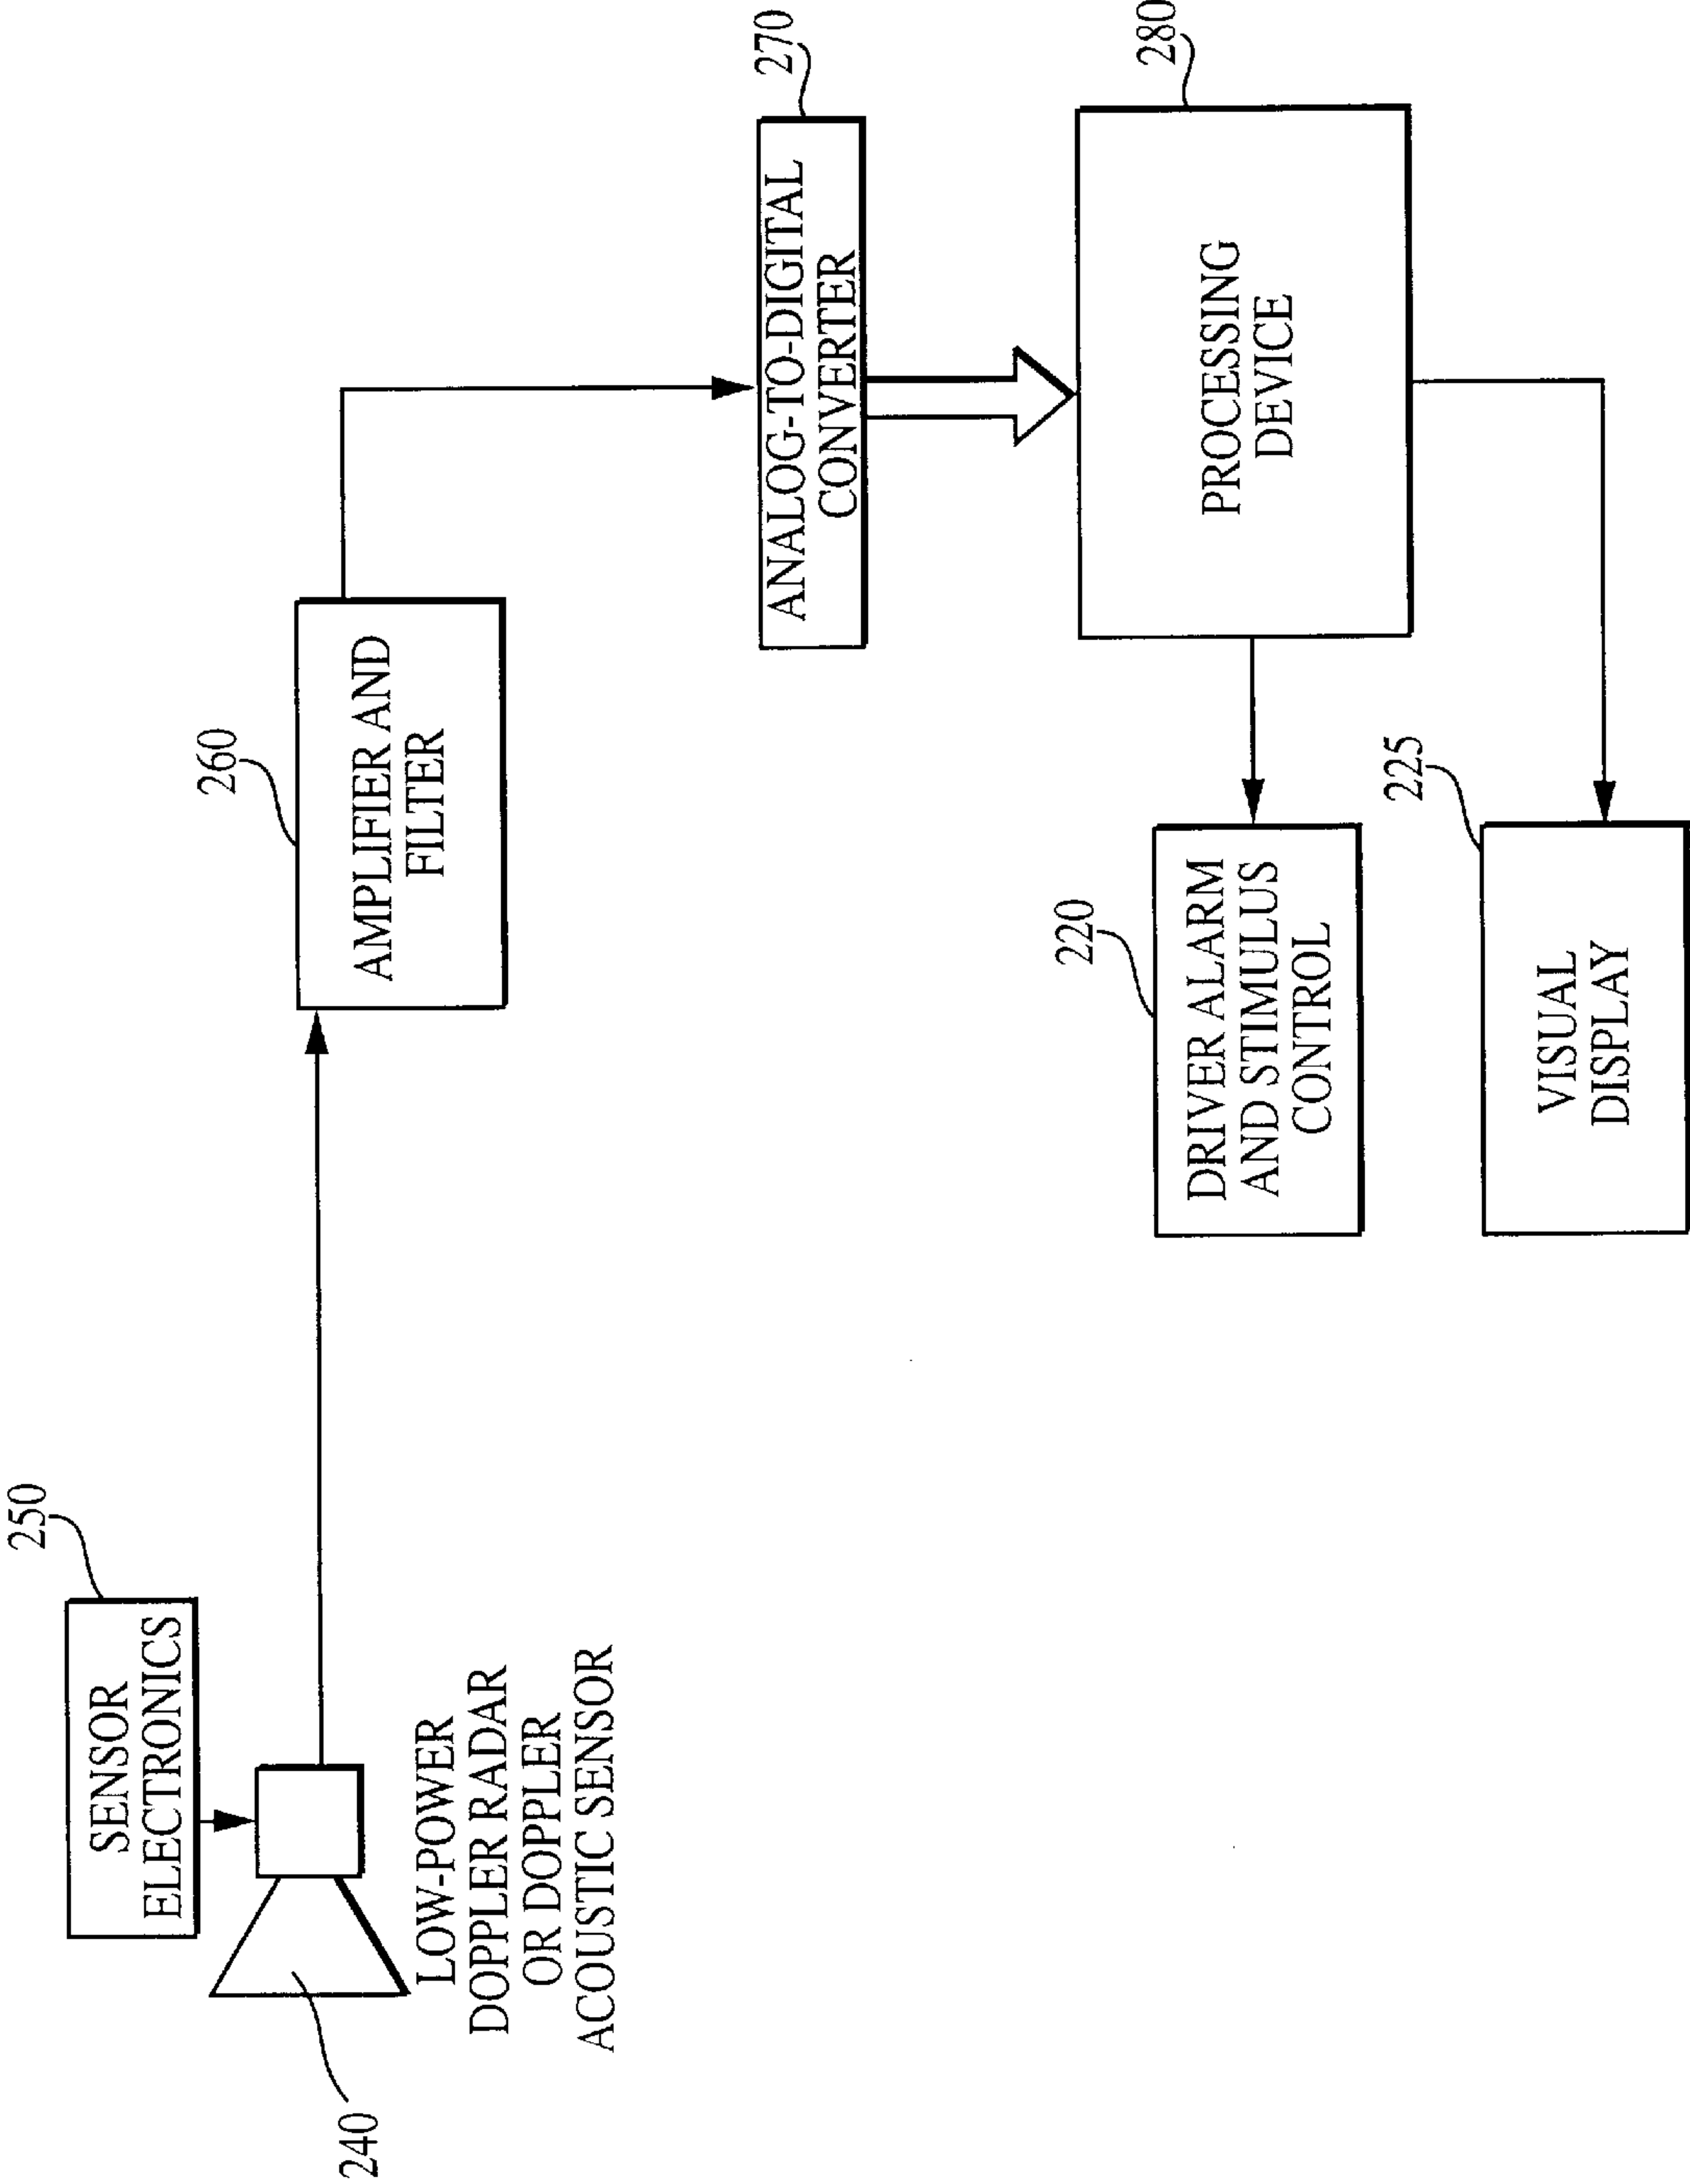 250
SENSOR
ELECTRONICS
240
LOW-POWER
DOPPLER RADAR
OR DOPPLER
ACOUSTIC SENSOR
260
AMPLIFIER AND
FILTER
270
ANALOG-TO-DIGITAL
CONVERTER
280
PROCESSING
DEVICE
220
DRIVER ALARM
AND STIMULUS
CONTROL
225
VISUAL
DISPLAY